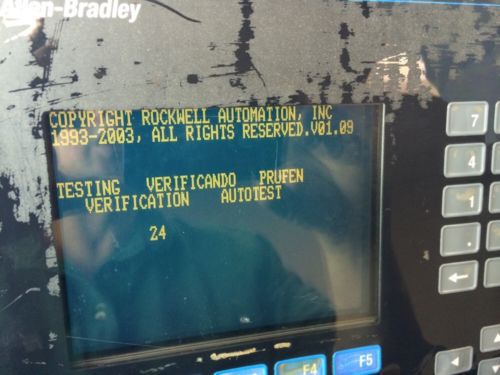 Allen-Bradley
COPYRIGHT ROCKWELL AUTOMATION, INC
1993-2003, ALL RIGHTS RESERVED.V01.09
TESTING VERIFICANDO PRUFEN
VERIFICATION AUTOTEST
24
7
4
1
.
←
F4
F5